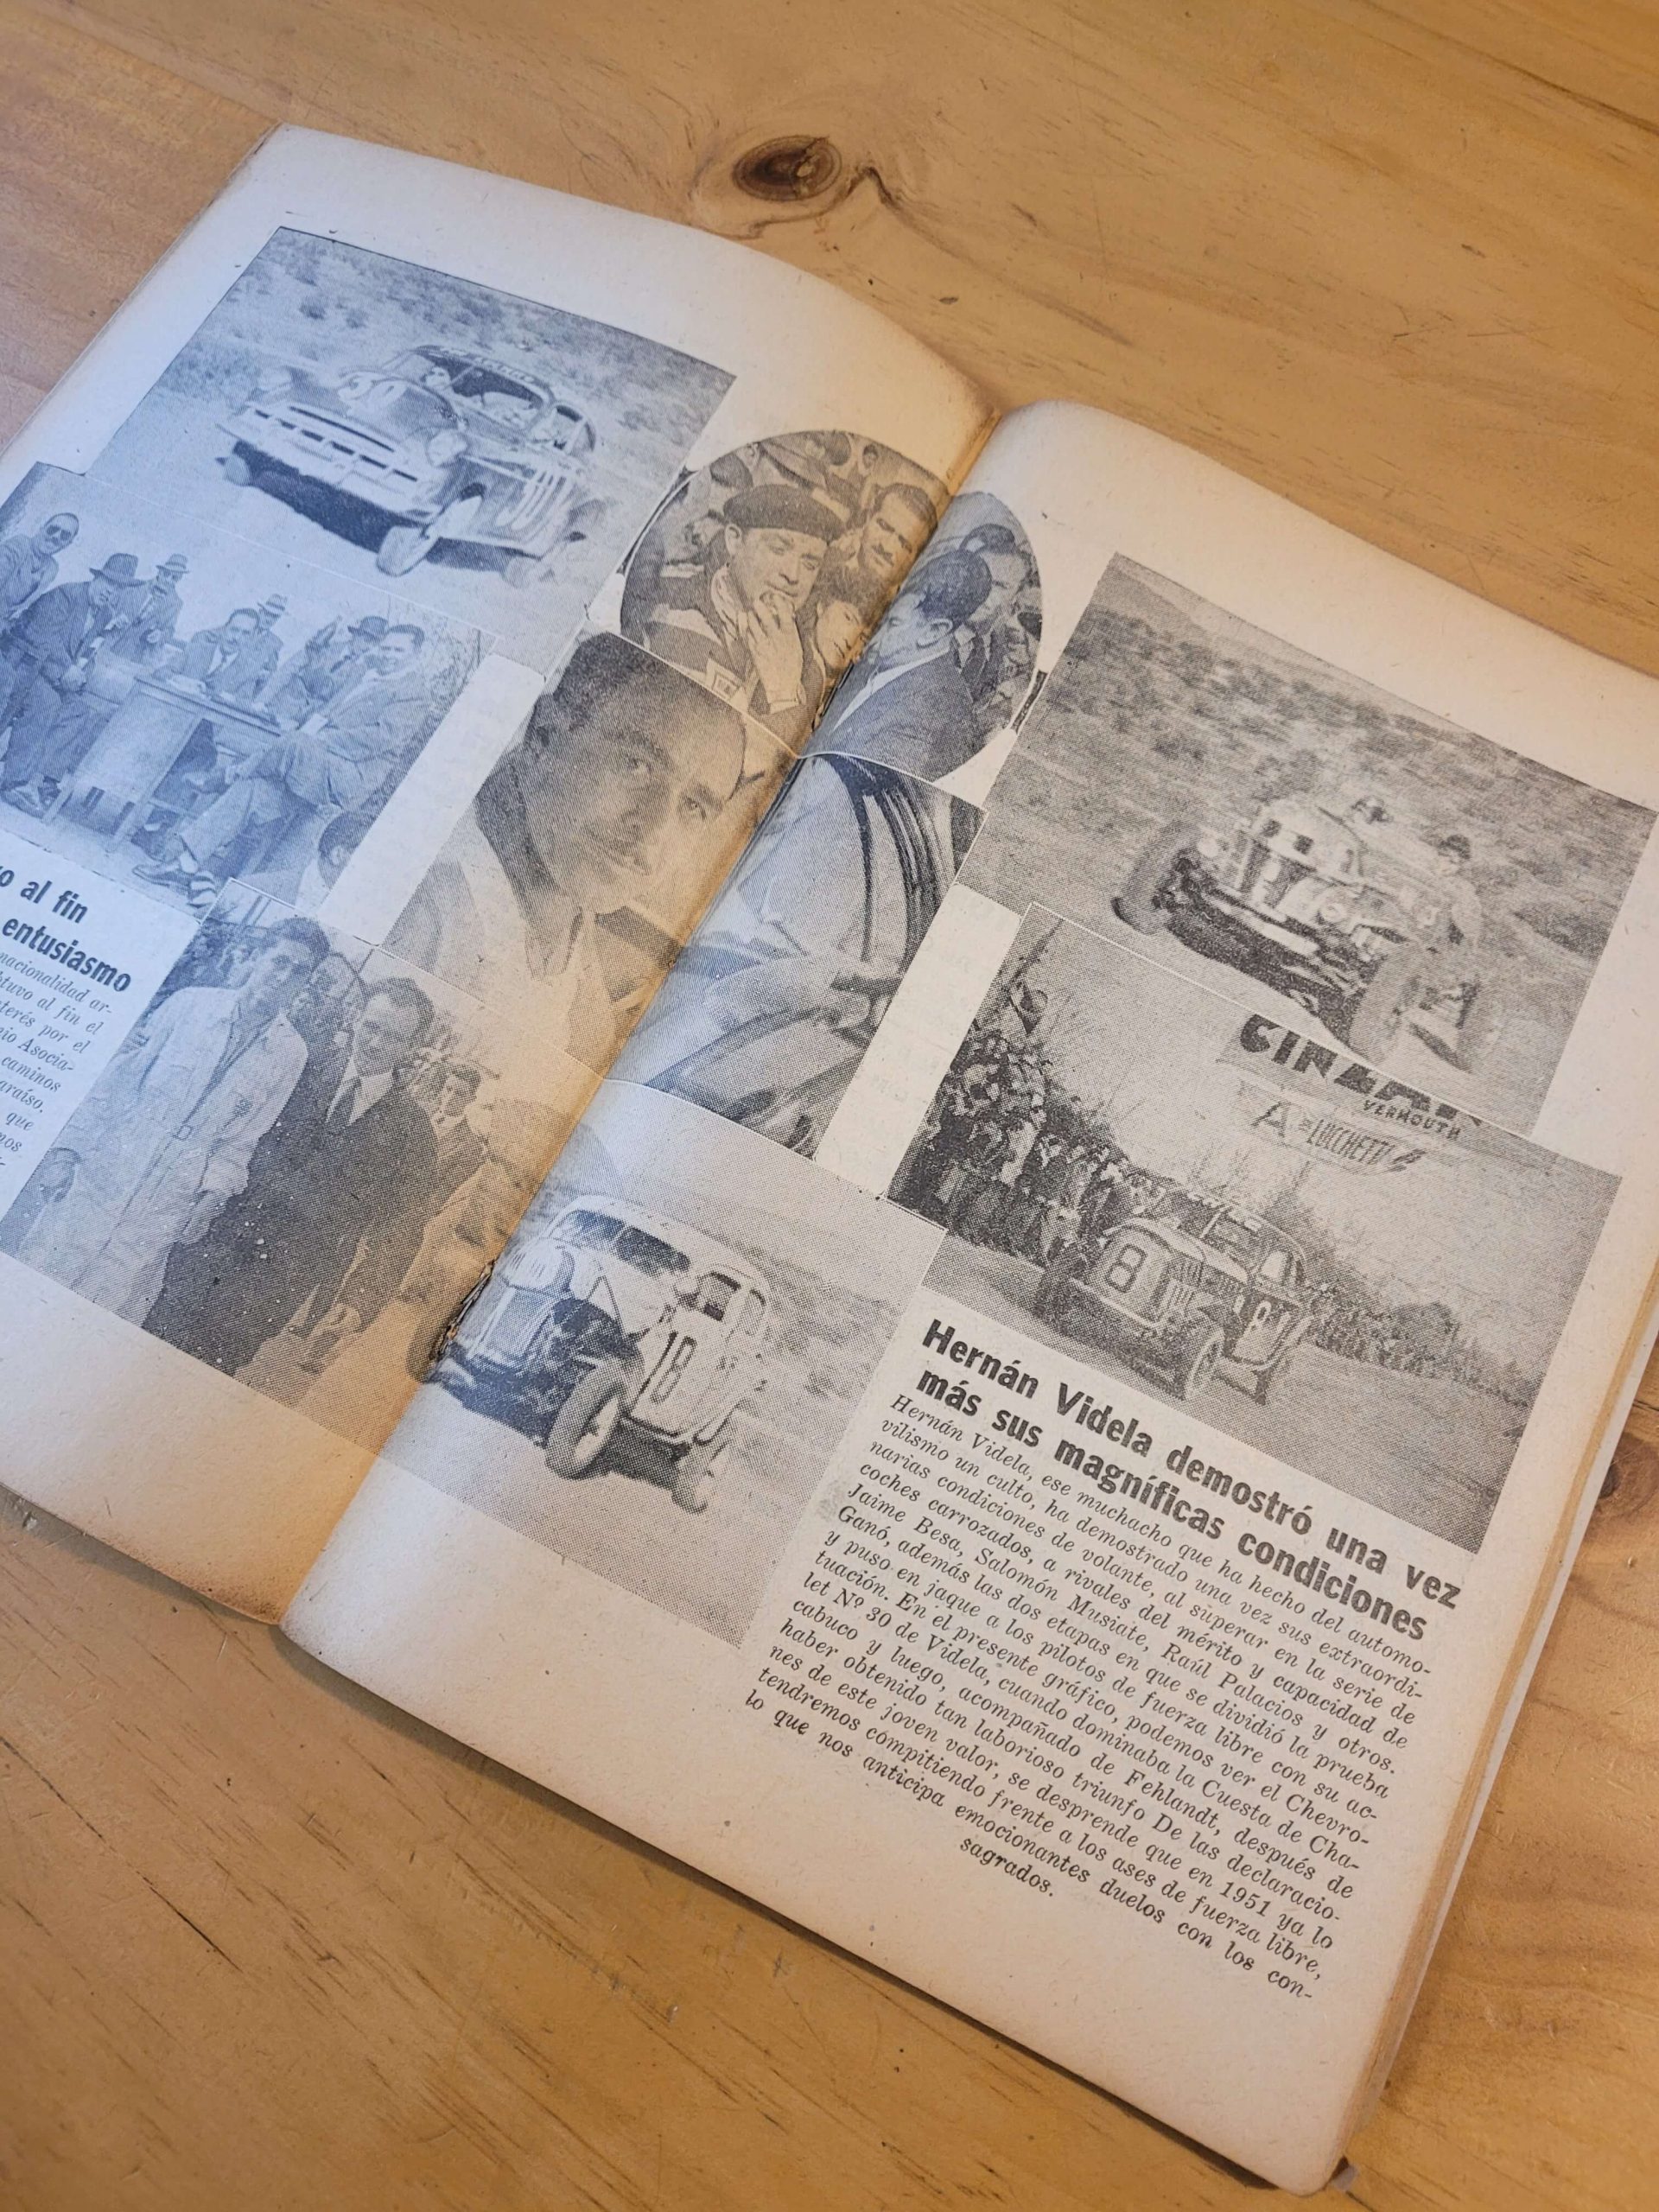 30
al fin
entusiasmo
nacionalidad ar-
tuvo al fin el
terés por el
Asocia-
caminos
araíso,
que
CINZANO
VERMOUTH
LUCCHETTI
8
8
18
Hernán Videla demostró una vez
más sus magníficas condiciones
Hernán Videla, ese muchacho que ha hecho del automo-
vilismo un culto, ha demostrado una vez sus extraordi-
narias condiciones de volante, al superar en la serie de
coches carrozados, a rivales del mérito y capacidad de
Jaime Besa, Salomón Musiate, Raúl Palacios y otros.
Ganó, además las dos etapas en que se dividió la prueba
y puso en jaque a los pilotos de fuerza libre con su ac-
tuación. En el presente gráfico, podemos ver el Chevro-
let Nº 30 de Videla, cuando dominaba la Cuesta de Cha-
cabuco y luego, acompañado de Fehlandt, después de
haber obtenido tan laborioso triunfo De las declaracio-
nes de este joven valor, se desprende que en 1951 ya lo
tendremos compitiendo frente a los ases de fuerza libre,
lo que nos anticipa emocionantes duelos con los con-
sagrados.